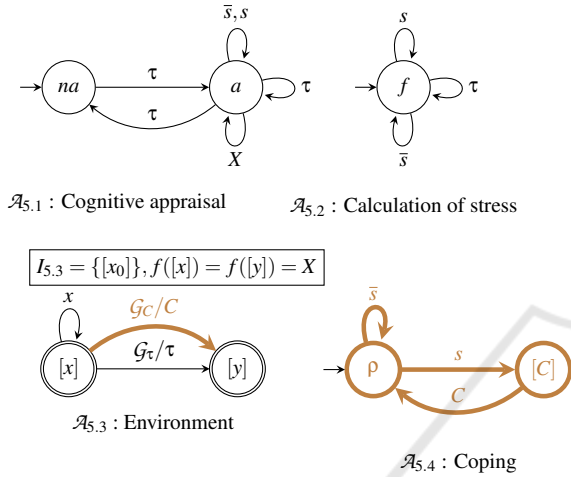 s̄, s
s
na
τ
a
τ
f
τ
τ
X
s̄
𝒜5.1 : Cognitive appraisal
𝒜5.2 : Calculation of stress
I5.3 = {[x0]}, f([x]) = f([y]) = X
x
𝒢C/C
s̄
[x]
𝒢τ/τ
[y]
ρ
s
[C]
C
𝒜5.3 : Environment
𝒜5.4 : Coping